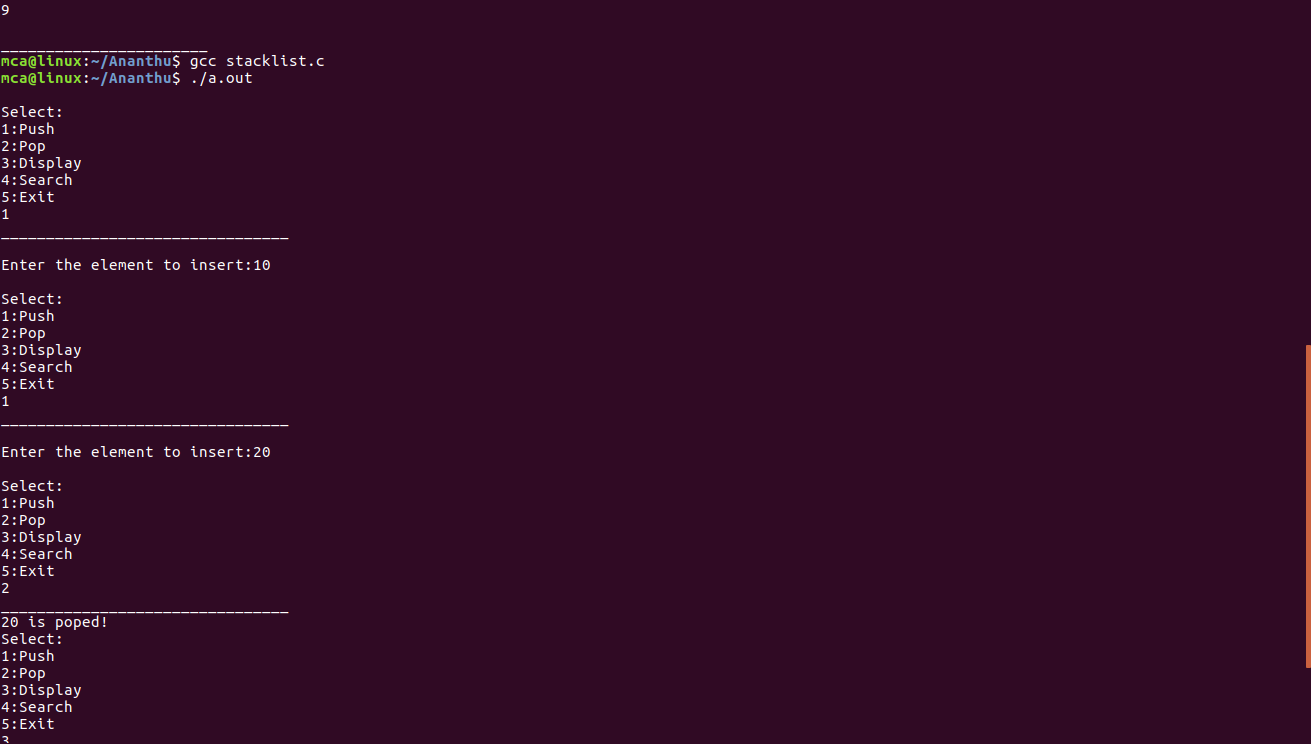 9
_______________________
mca@linux:~/Ananthu$ gcc stacklist.c
mca@linux:~/Ananthu$ ./a.out
Select:
1:Push
2:Pop
3:Display
4:Search
5:Exit
1
________________________________
Enter the element to insert:10
Select:
1:Push
2:Pop
3:Display
4:Search
5:Exit
1
________________________________
Enter the element to insert:20
Select:
1:Push
2:Pop
3:Display
4:Search
5:Exit
2
________________________________
20 is poped!
Select:
1:Push
2:Pop
3:Display
4:Search
5:Exit
3